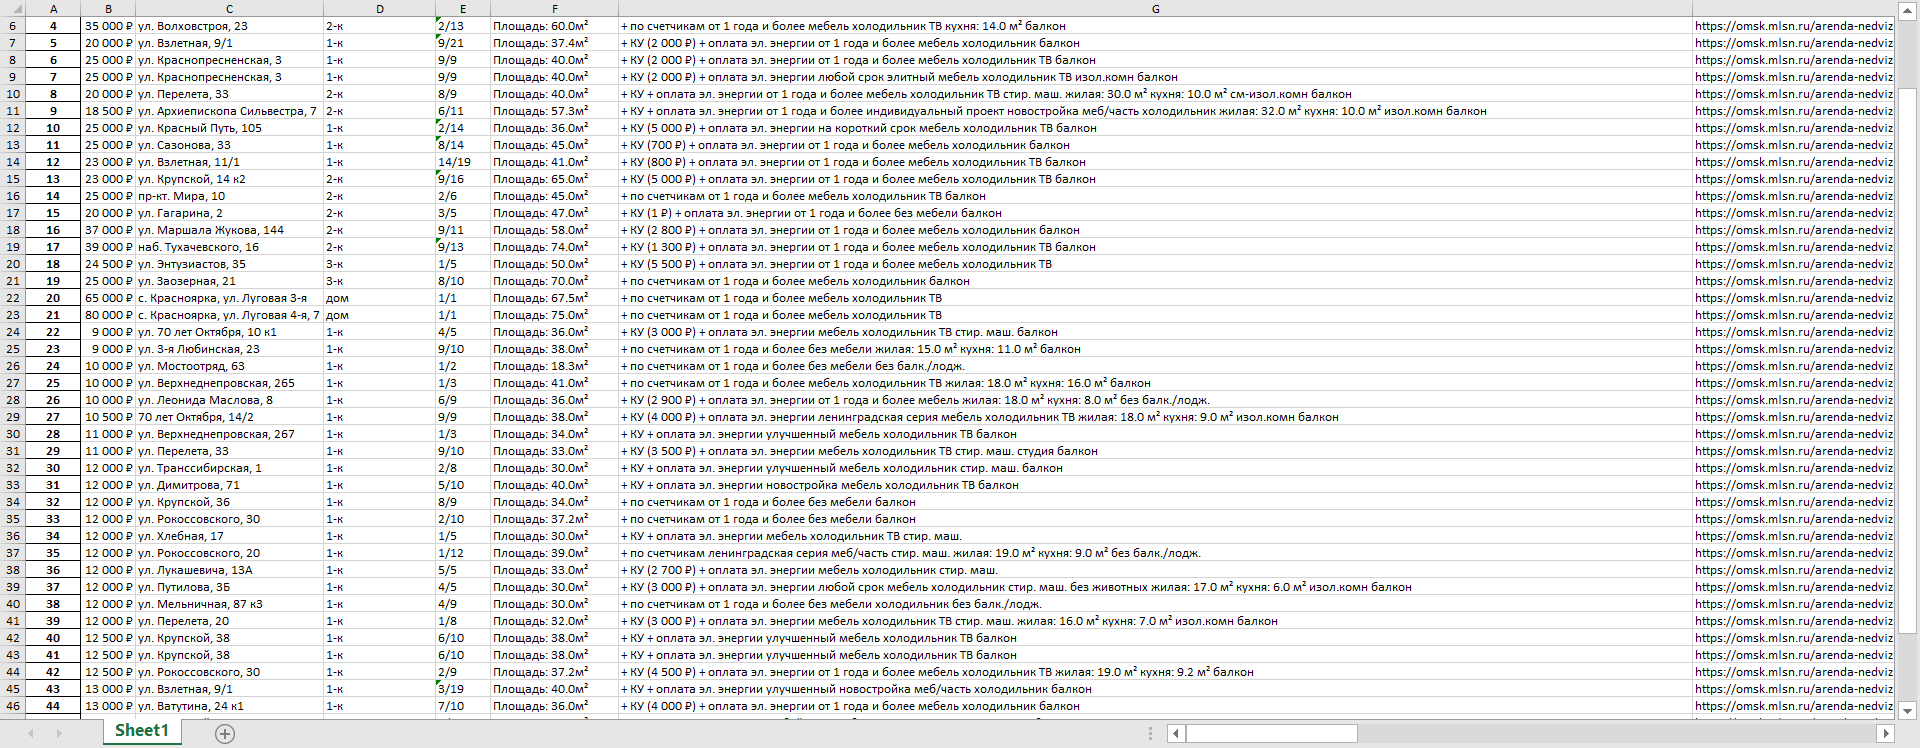 A B C D E F G
6 4 35 000 ₽ ул. Волховстроя, 23 2-к 2/13 Площадь: 60.0м² + по счетчикам от 1 года и более мебель холодильник ТВ кухня: 14.0 м² балкон https://omsk.mlsn.ru/arenda-nedviz
7 5 20 000 ₽ ул. Взлетная, 9/1 1-к 9/21 Площадь: 37.4м² + КУ (2 000 ₽) + оплата эл. энергии от 1 года и более мебель холодильник балкон https://omsk.mlsn.ru/arenda-nedviz
8 6 25 000 ₽ ул. Краснопресненская, 3 1-к 9/9 Площадь: 40.0м² + КУ (2 000 ₽) + оплата эл. энергии от 1 года и более мебель холодильник ТВ балкон https://omsk.mlsn.ru/arenda-nedviz
9 7 25 000 ₽ ул. Краснопресненская, 3 1-к 9/9 Площадь: 40.0м² + КУ (2 000 ₽) + оплата эл. энергии любой срок элитный мебель холодильник ТВ изол.комн балкон https://omsk.mlsn.ru/arenda-nedviz
10 8 20 000 ₽ ул. Перелета, 33 2-к 8/9 Площадь: 40.0м² + КУ + оплата эл. энергии от 1 года и более мебель холодильник ТВ стир. маш. жилая: 30.0 м² кухня: 10.0 м² см-изол.комн балкон https://omsk.mlsn.ru/arenda-nedviz
11 9 18 500 ₽ ул. Архиепископа Сильвестра, 7 2-к 6/11 Площадь: 57.3м² + КУ + оплата эл. энергии от 1 года и более индивидуальный проект новостройка меб/часть холодильник жилая: 32.0 м² кухня: 10.0 м² изол.комн балкон https://omsk.mlsn.ru/arenda-nedviz
12 10 25 000 ₽ ул. Красный Путь, 105 1-к 2/14 Площадь: 36.0м² + КУ (5 000 ₽) + оплата эл. энергии на короткий срок мебель холодильник ТВ балкон https://omsk.mlsn.ru/arenda-nedviz
13 11 25 000 ₽ ул. Сазонова, 33 1-к 8/14 Площадь: 45.0м² + КУ (700 ₽) + оплата эл. энергии от 1 года и более мебель холодильник балкон https://omsk.mlsn.ru/arenda-nedviz
14 12 23 000 ₽ ул. Взлетная, 11/1 1-к 14/19 Площадь: 41.0м² + КУ (800 ₽) + оплата эл. энергии от 1 года и более мебель холодильник ТВ балкон https://omsk.mlsn.ru/arenda-nedviz
15 13 23 000 ₽ ул. Крупской, 14 к2 2-к 9/16 Площадь: 65.0м² + КУ (5 000 ₽) + оплата эл. энергии от 1 года и более мебель холодильник ТВ балкон https://omsk.mlsn.ru/arenda-nedviz
16 14 25 000 ₽ пр-кт. Мира, 10 2-к 2/6 Площадь: 45.0м² + по счетчикам от 1 года и более мебель холодильник ТВ балкон https://omsk.mlsn.ru/arenda-nedviz
17 15 20 000 ₽ ул. Гагарина, 2 2-к 3/5 Площадь: 47.0м² + КУ (1 ₽) + оплата эл. энергии от 1 года и более без мебели балкон https://omsk.mlsn.ru/arenda-nedviz
18 16 37 000 ₽ ул. Маршала Жукова, 144 2-к 9/11 Площадь: 58.0м² + КУ (2 800 ₽) + оплата эл. энергии от 1 года и более мебель холодильник балкон https://omsk.mlsn.ru/arenda-nedviz
19 17 39 000 ₽ наб. Тухачевского, 16 2-к 9/13 Площадь: 74.0м² + КУ (1 300 ₽) + оплата эл. энергии от 1 года и более мебель холодильник ТВ балкон https://omsk.mlsn.ru/arenda-nedviz
20 18 24 500 ₽ ул. Энтузиастов, 35 3-к 1/5 Площадь: 50.0м² + КУ (5 500 ₽) + оплата эл. энергии от 1 года и более мебель холодильник ТВ https://omsk.mlsn.ru/arenda-nedviz
21 19 25 000 ₽ ул. Заозерная, 21 3-к 8/10 Площадь: 70.0м² + по счетчикам от 1 года и более мебель холодильник балкон https://omsk.mlsn.ru/arenda-nedviz
22 20 65 000 ₽ с. Красноярка, ул. Луговая 3-я дом 1/1 Площадь: 67.5м² + по счетчикам от 1 года и более мебель холодильник ТВ https://omsk.mlsn.ru/arenda-nedviz
23 21 80 000 ₽ с. Красноярка, ул. Луговая 4-я, 7 дом 1/1 Площадь: 75.0м² + по счетчикам от 1 года и более мебель холодильник ТВ https://omsk.mlsn.ru/arenda-nedviz
24 22 9 000 ₽ ул. 70 лет Октября, 10 к1 1-к 4/5 Площадь: 36.0м² + КУ (3 000 ₽) + оплата эл. энергии мебель холодильник ТВ стир. маш. балкон https://omsk.mlsn.ru/arenda-nedviz
25 23 9 000 ₽ ул. 3-я Любинская, 23 1-к 9/10 Площадь: 38.0м² + по счетчикам от 1 года и более без мебели жилая: 15.0 м² кухня: 11.0 м² балкон https://omsk.mlsn.ru/arenda-nedviz
26 24 10 000 ₽ ул. Мостоотряд, 63 1-к 1/2 Площадь: 18.3м² + по счетчикам от 1 года и более без мебели без балк./лодж. https://omsk.mlsn.ru/arenda-nedviz
27 25 10 000 ₽ ул. Верхнеднепровская, 265 1-к 1/3 Площадь: 41.0м² + по счетчикам от 1 года и более мебель холодильник ТВ жилая: 18.0 м² кухня: 16.0 м² балкон https://omsk.mlsn.ru/arenda-nedviz
28 26 10 000 ₽ ул. Леонида Маслова, 8 1-к 6/9 Площадь: 36.0м² + КУ (2 900 ₽) + оплата эл. энергии от 1 года и более мебель жилая: 18.0 м² кухня: 8.0 м² без балк./лодж. https://omsk.mlsn.ru/arenda-nedviz
29 27 10 500 ₽ 70 лет Октября, 14/2 1-к 9/9 Площадь: 38.0м² + КУ (4 000 ₽) + оплата эл. энергии ленинградская серия мебель холодильник ТВ жилая: 18.0 м² кухня: 9.0 м² изол.комн балкон https://omsk.mlsn.ru/arenda-nedviz
30 28 11 000 ₽ ул. Верхнеднепровская, 267 1-к 1/3 Площадь: 34.0м² + КУ + оплата эл. энергии улучшенный мебель холодильник ТВ балкон https://omsk.mlsn.ru/arenda-nedviz
31 29 11 000 ₽ ул. Перелета, 33 1-к 9/10 Площадь: 33.0м² + КУ (3 500 ₽) + оплата эл. энергии мебель холодильник ТВ стир. маш. студия балкон https://omsk.mlsn.ru/arenda-nedviz
32 30 12 000 ₽ ул. Транссибирская, 1 1-к 2/8 Площадь: 30.0м² + КУ + оплата эл. энергии улучшенный мебель холодильник стир. маш. балкон https://omsk.mlsn.ru/arenda-nedviz
33 31 12 000 ₽ ул. Димитрова, 71 1-к 5/10 Площадь: 40.0м² + КУ + оплата эл. энергии новостройка мебель холодильник ТВ балкон https://omsk.mlsn.ru/arenda-nedviz
34 32 12 000 ₽ ул. Крупской, 36 1-к 8/9 Площадь: 34.0м² + по счетчикам от 1 года и более без мебели балкон https://omsk.mlsn.ru/arenda-nedviz
35 33 12 000 ₽ ул. Рокоссовского, 30 1-к 2/10 Площадь: 37.2м² + по счетчикам от 1 года и более без мебели балкон https://omsk.mlsn.ru/arenda-nedviz
36 34 12 000 ₽ ул. Хлебная, 17 1-к 1/5 Площадь: 30.0м² + КУ + оплата эл. энергии мебель холодильник ТВ стир. маш. https://omsk.mlsn.ru/arenda-nedviz
37 35 12 000 ₽ ул. Рокоссовского, 20 1-к 1/12 Площадь: 39.0м² + по счетчикам ленинградская серия меб/часть стир. маш. жилая: 19.0 м² кухня: 9.0 м² без балк./лодж. https://omsk.mlsn.ru/arenda-nedviz
38 36 12 000 ₽ ул. Лукашевича, 13А 1-к 5/5 Площадь: 33.0м² + КУ (2 700 ₽) + оплата эл. энергии мебель холодильник стир. маш. https://omsk.mlsn.ru/arenda-nedviz
39 37 12 000 ₽ ул. Путилова, 3Б 1-к 4/5 Площадь: 30.0м² + КУ (3 000 ₽) + оплата эл. энергии любой срок мебель холодильник стир. маш. без животных жилая: 17.0 м² кухня: 6.0 м² изол.комн балкон https://omsk.mlsn.ru/arenda-nedviz
40 38 12 000 ₽ ул. Мельничная, 87 к3 1-к 4/9 Площадь: 30.0м² + по счетчикам от 1 года и более без мебели холодильник без балк./лодж. https://omsk.mlsn.ru/arenda-nedviz
41 39 12 000 ₽ ул. Перелета, 20 1-к 1/8 Площадь: 32.0м² + КУ (3 000 ₽) + оплата эл. энергии мебель холодильник ТВ стир. маш. жилая: 16.0 м² кухня: 7.0 м² изол.комн балкон https://omsk.mlsn.ru/arenda-nedviz
42 40 12 500 ₽ ул. Крупской, 38 1-к 6/10 Площадь: 38.0м² + КУ + оплата эл. энергии улучшенный мебель холодильник ТВ балкон https://omsk.mlsn.ru/arenda-nedviz
43 41 12 500 ₽ ул. Крупской, 38 1-к 6/10 Площадь: 38.0м² + КУ + оплата эл. энергии улучшенный мебель холодильник ТВ балкон https://omsk.mlsn.ru/arenda-nedviz
44 42 12 500 ₽ ул. Рокоссовского, 30 1-к 2/9 Площадь: 37.2м² + КУ (4 500 ₽) + оплата эл. энергии от 1 года и более мебель холодильник ТВ жилая: 19.0 м² кухня: 9.2 м² балкон https://omsk.mlsn.ru/arenda-nedviz
45 43 13 000 ₽ ул. Взлетная, 9/1 1-к 3/19 Площадь: 40.0м² + КУ + оплата эл. энергии улучшенный новостройка меб/часть холодильник балкон https://omsk.mlsn.ru/arenda-nedviz
46 44 13 000 ₽ ул. Ватутина, 24 к1 1-к 7/10 Площадь: 36.0м² + КУ (4 000 ₽) + оплата эл. энергии от 1 года и более мебель холодильник балкон https://omsk.mlsn.ru/arenda-nedviz
Sheet1